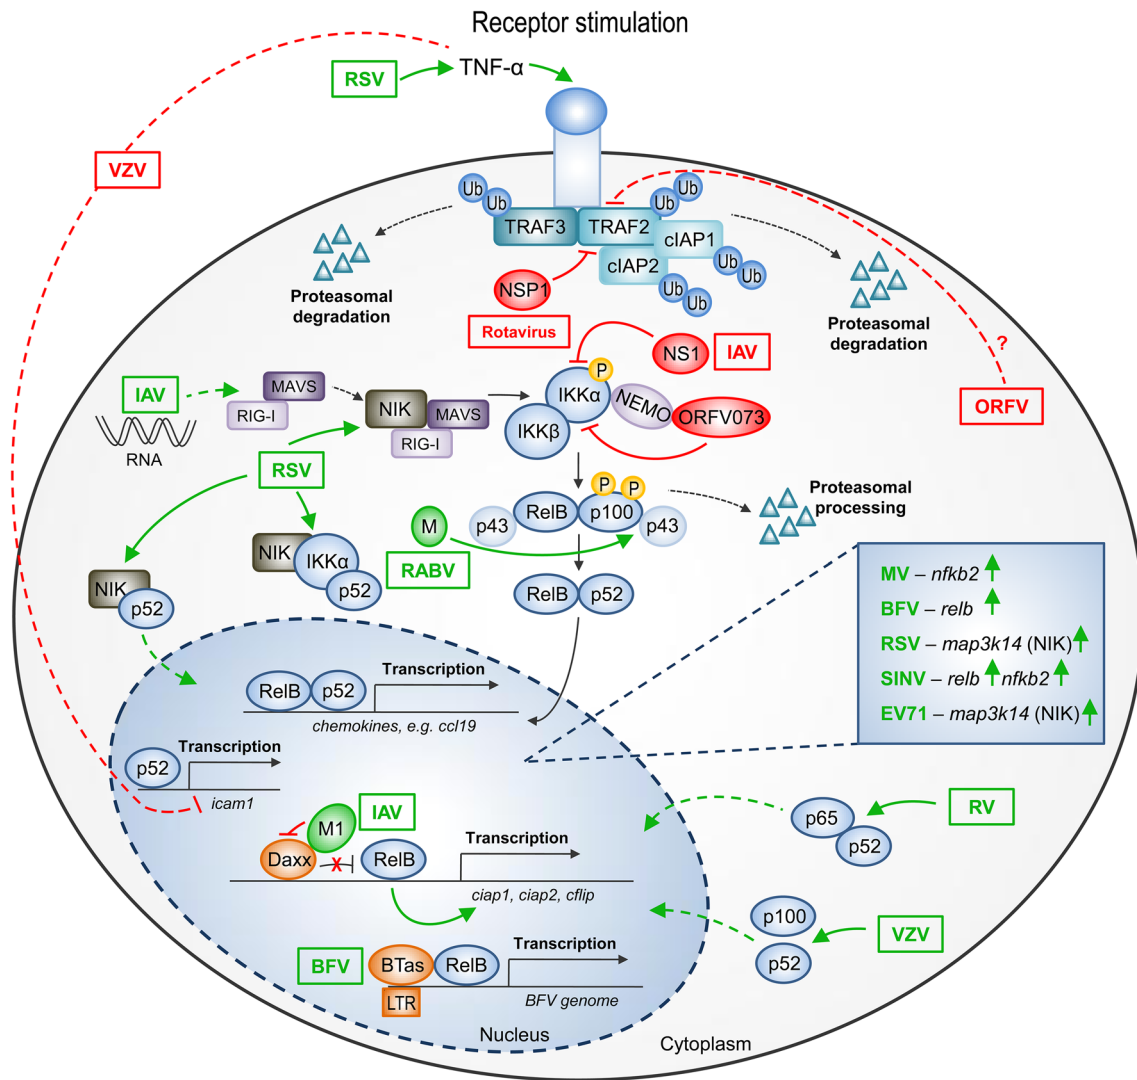 Receptor stimulation
RSV
TNF-α
VZV
Ub
Ub
Ub
Ub
TRAF3
TRAF2
cIAP1
cIAP2
Ub
Ub
Ub
Ub
Proteasomal
degradation
NSP1
Rotavirus
Proteasomal
degradation
NS1
IAV
?
ORFV
IAV
RNA
MAVS
RIG-I
NIK
MAVS
RIG-I
P
IKKα
IKKβ
NEMO
ORFV073
RSV
P
P
p43
RelB
p100
p43
Proteasomal
processing
M
RABV
NIK
IKKα
p52
NIK
p52
RelB
p52
MV – nfkb2
BFV – relb
RSV – map3k14 (NIK)
SINV – relb nfkb2
EV71 – map3k14 (NIK)
RelB
p52
Transcription
chemokines, e.g. ccl19
p52
Transcription
icam1
IAV
M1
Daxx
X
RelB
Transcription
ciap1, ciap2, cflip
p65
p52
RV
p100
p52
VZV
BFV
BTas
RelB
LTR
Transcription
BFV genome
Nucleus
Cytoplasm